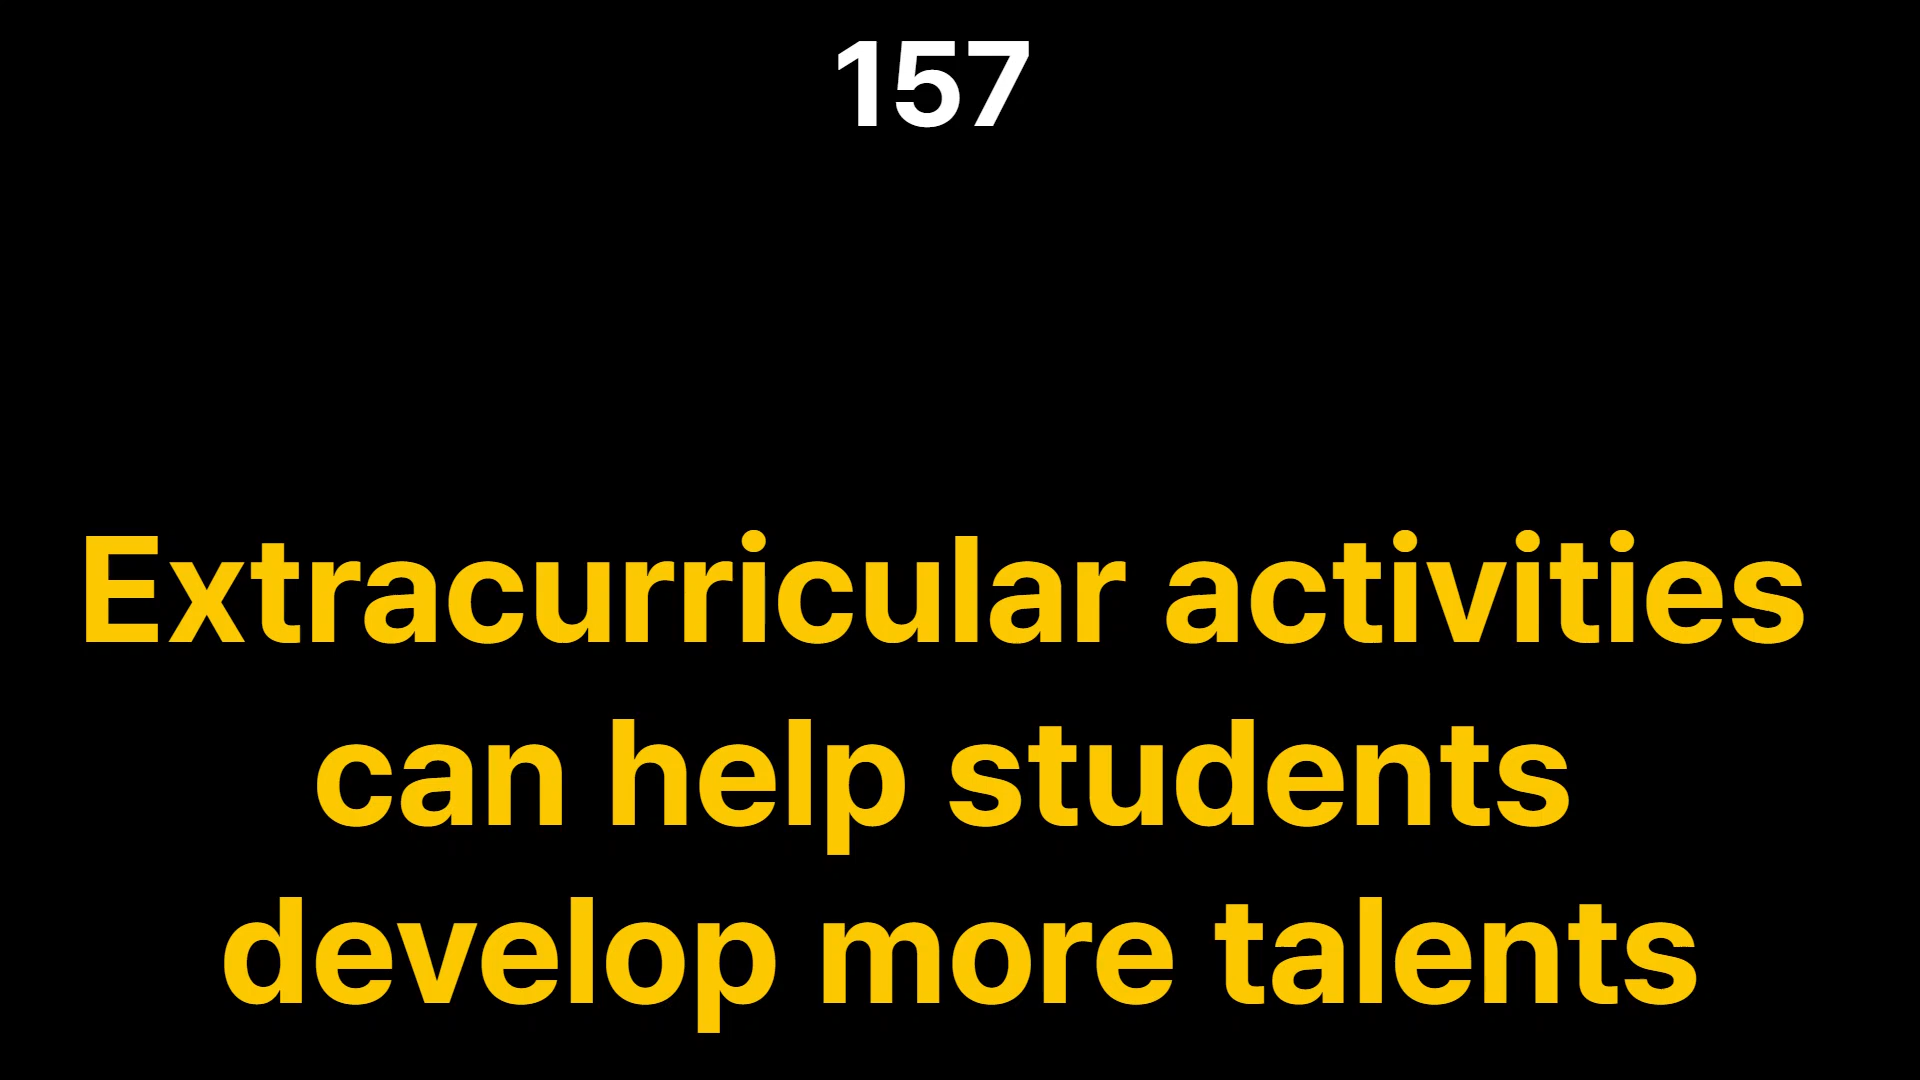 157
Extracurricular activities
can help students
develop more talents